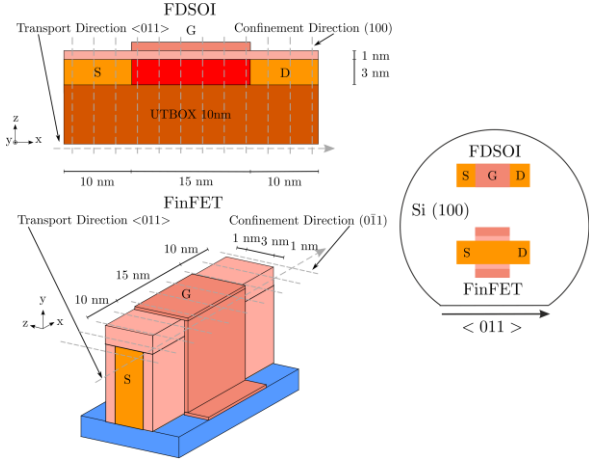 FDSOI
Transport Direction <011>
G
Confinement Direction (100)
1 nm
3 nm
S
D
UTBOX 10nm
z
y
x
10 nm
15 nm
10 nm
FinFET
Transport Direction <011>
Confinement Direction (01̄1)
10 nm
1 nm
3 nm
1 nm
15 nm
10 nm
G
y
z
x
S
FDSOI
S
G
D
Si (100)
S
D
FinFET
< 011 >